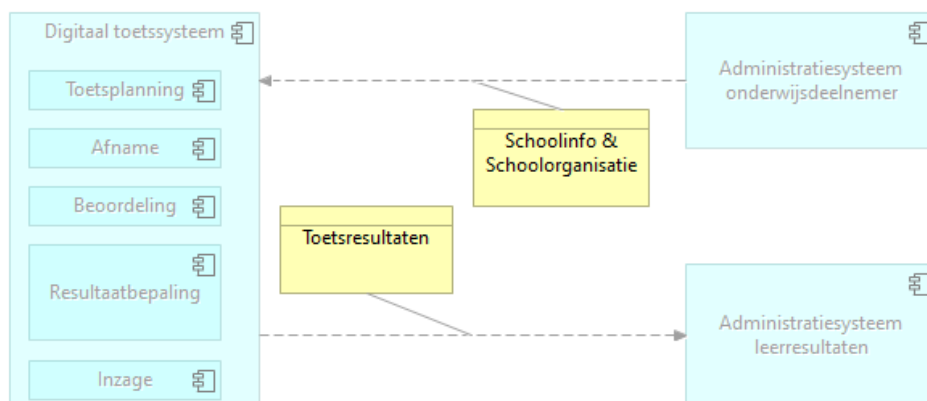 Digitaal toetssysteem
Toetsplanning
Afname
Beoordeling
Resultaatbepaling
Inzage
Schoolinfo &
Schoolorganisatie
Toetsresultaten
Administratiesysteem
onderwijsdeelnemer
Administratiesysteem
leerresultaten